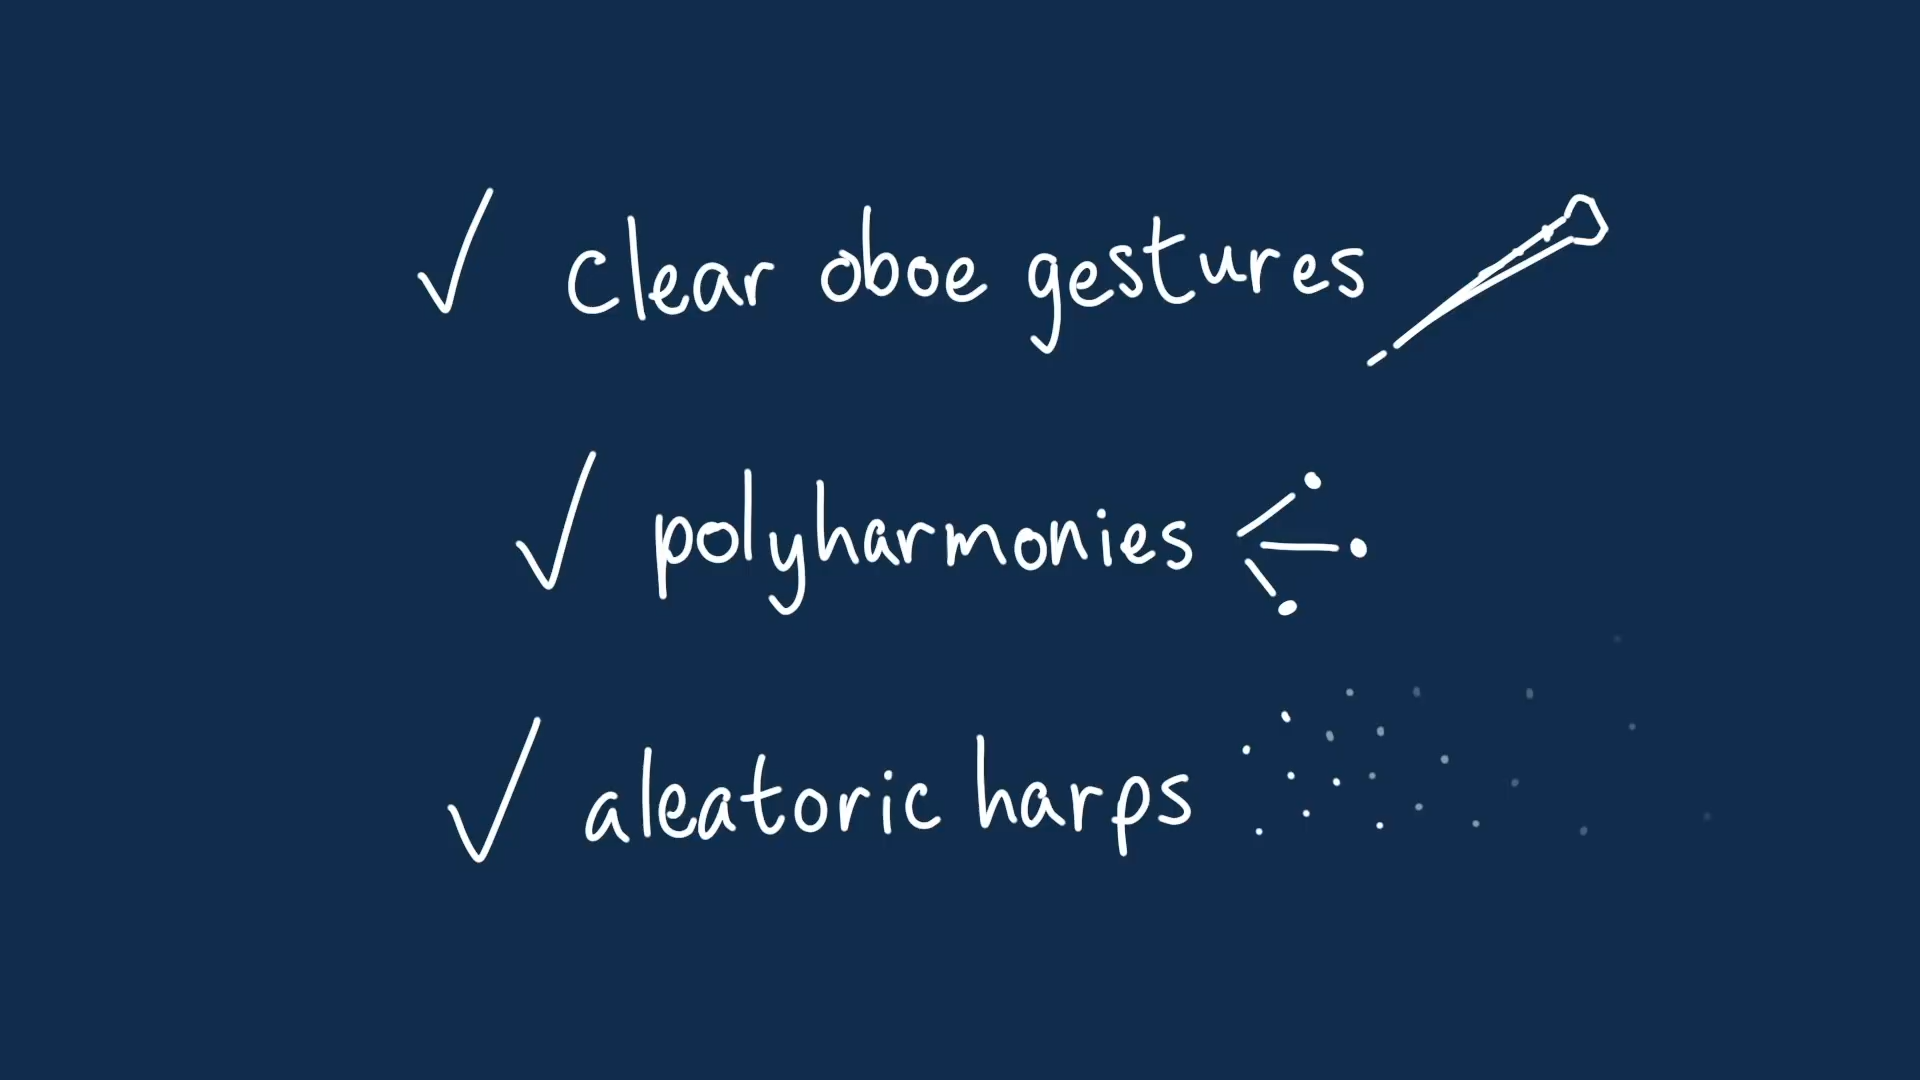 ✓ clear oboe gestures
✓ polyharmonies
✓ aleatoric harps